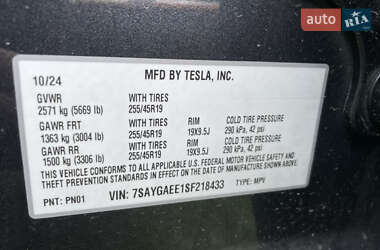 auto RIA
10/24
MFD BY TESLA, INC.
GVWR WITH TIRES
2571 kg (5669 lb) 255/45R19
GAWR FRT WITH TIRES RIM COLD TIRE PRESSURE
1363 kg (3004 lb) 255/45R19 19X9.5J 290 kPa, 42 psi
GAWR RR WITH TIRES RIM COLD TIRE PRESSURE
1500 kg (3306 lb) 255/45R19 19X9.5J 290 kPa, 42 psi
THIS VEHICLE CONFORMS TO ALL APPLICABLE FEDERAL MOTOR VEHICLE SAFETY AND
THEFT PREVENTION STANDARDS IN EFFECT ON THE DATE OF MANUFACTURE SHOWN ABOVE.
PNT: PN01 VIN: 7SAYGAEE1SF218433 TYPE: MPV